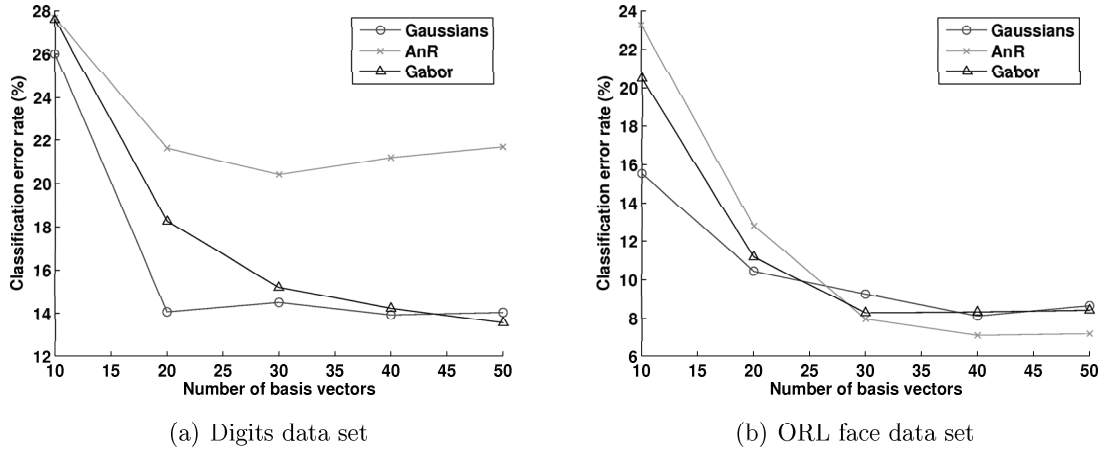 28
26
24
22
20
18
16
14
12
10 15 20 25 30 35 40 45 50
Classification error rate (%)
Number of basis vectors
Gaussians
AnR
Gabor
(a) Digits data set
24
22
20
18
16
14
12
10
8
6
10 15 20 25 30 35 40 45 50
Classification error rate (%)
Number of basis vectors
Gaussians
AnR
Gabor
(b) ORL face data set